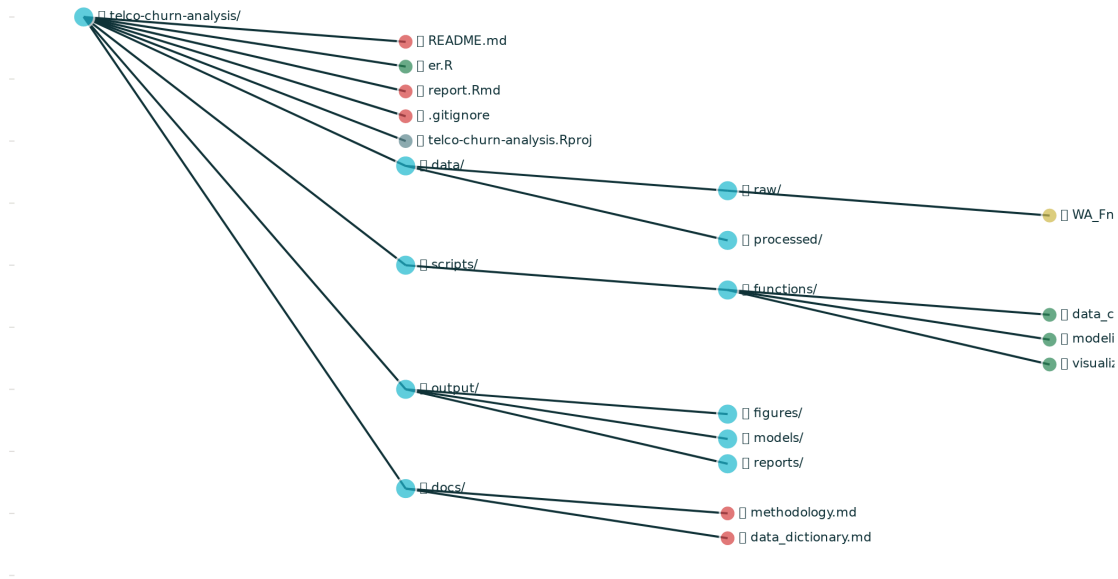 telco-churn-analysis/
README.md
er.R
report.Rmd
.gitignore
telco-churn-analysis.Rproj
data/
raw/
WA_Fn
processed/
scripts/
functions/
data_c
modeli
visualiz
output/
figures/
models/
reports/
docs/
methodology.md
data_dictionary.md